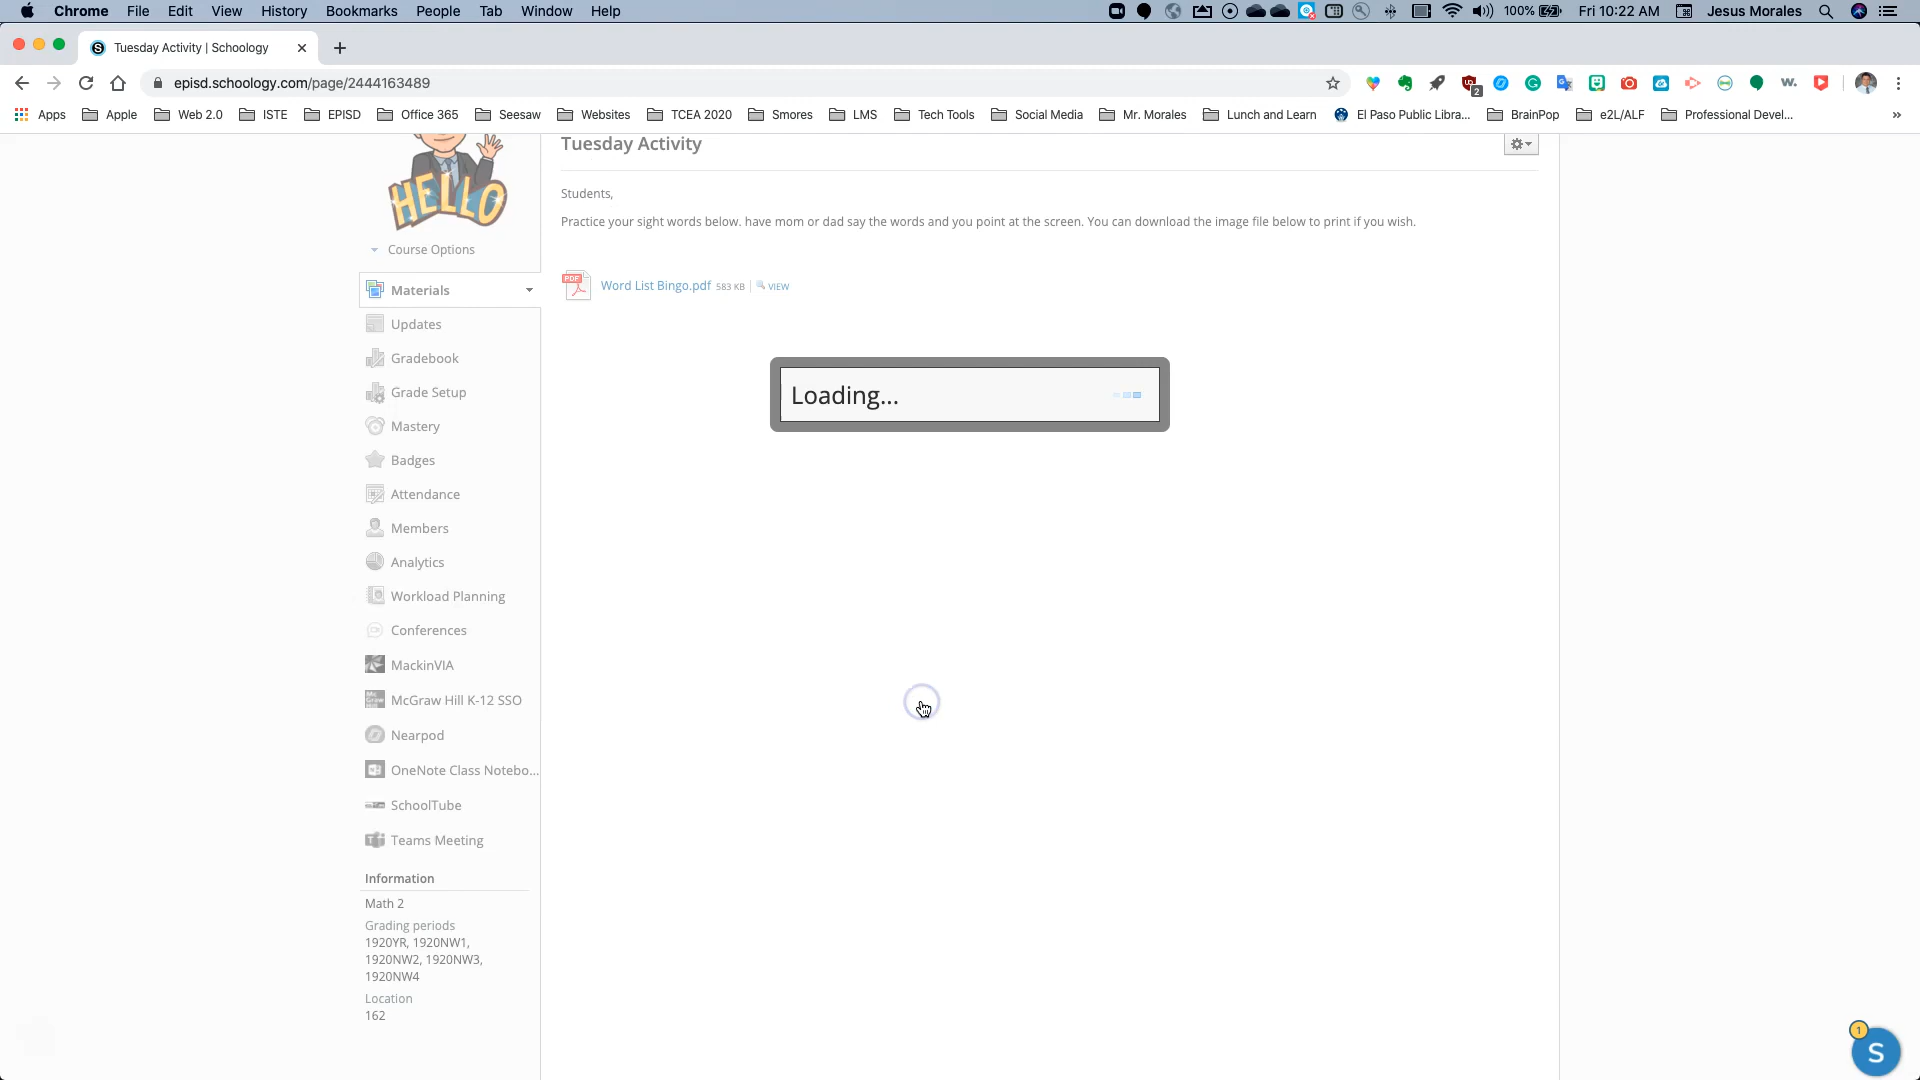 Chrome File Edit View History Bookmarks People Tab Window Help 100% Fri 10:22 AM Jesus Morales
S Tuesday Activity | Schoology
episd.schoology.com/page/2444163489 2 W.
Apps Apple Web 2.0 ISTE EPISD Office 365 Seesaw Websites TCEA 2020 Smores LMS Tech Tools Social Media Mr. Morales Lunch and Learn El Paso Public Libra... BrainPop e2L/ALF Professional Devel... »
HELLO
Course Options
Materials
Updates
Gradebook
Grade Setup
Mastery
Badges
Attendance
Members
Analytics
Workload Planning
Conferences
MackinVIA
McGraw Hill K-12 SSO
Nearpod
OneNote Class Notebo...
SchoolTube
Teams Meeting
Information
Math 2
Grading periods
1920YR, 1920NW1,
1920NW2, 1920NW3,
1920NW4
Location
162
Tuesday Activity
Students,
Practice your sight words below. have mom or dad say the words and you point at the screen. You can download the image file below to print if you wish.
PDF Word List Bingo.pdf 583 KB | VIEW
Loading...
1
S